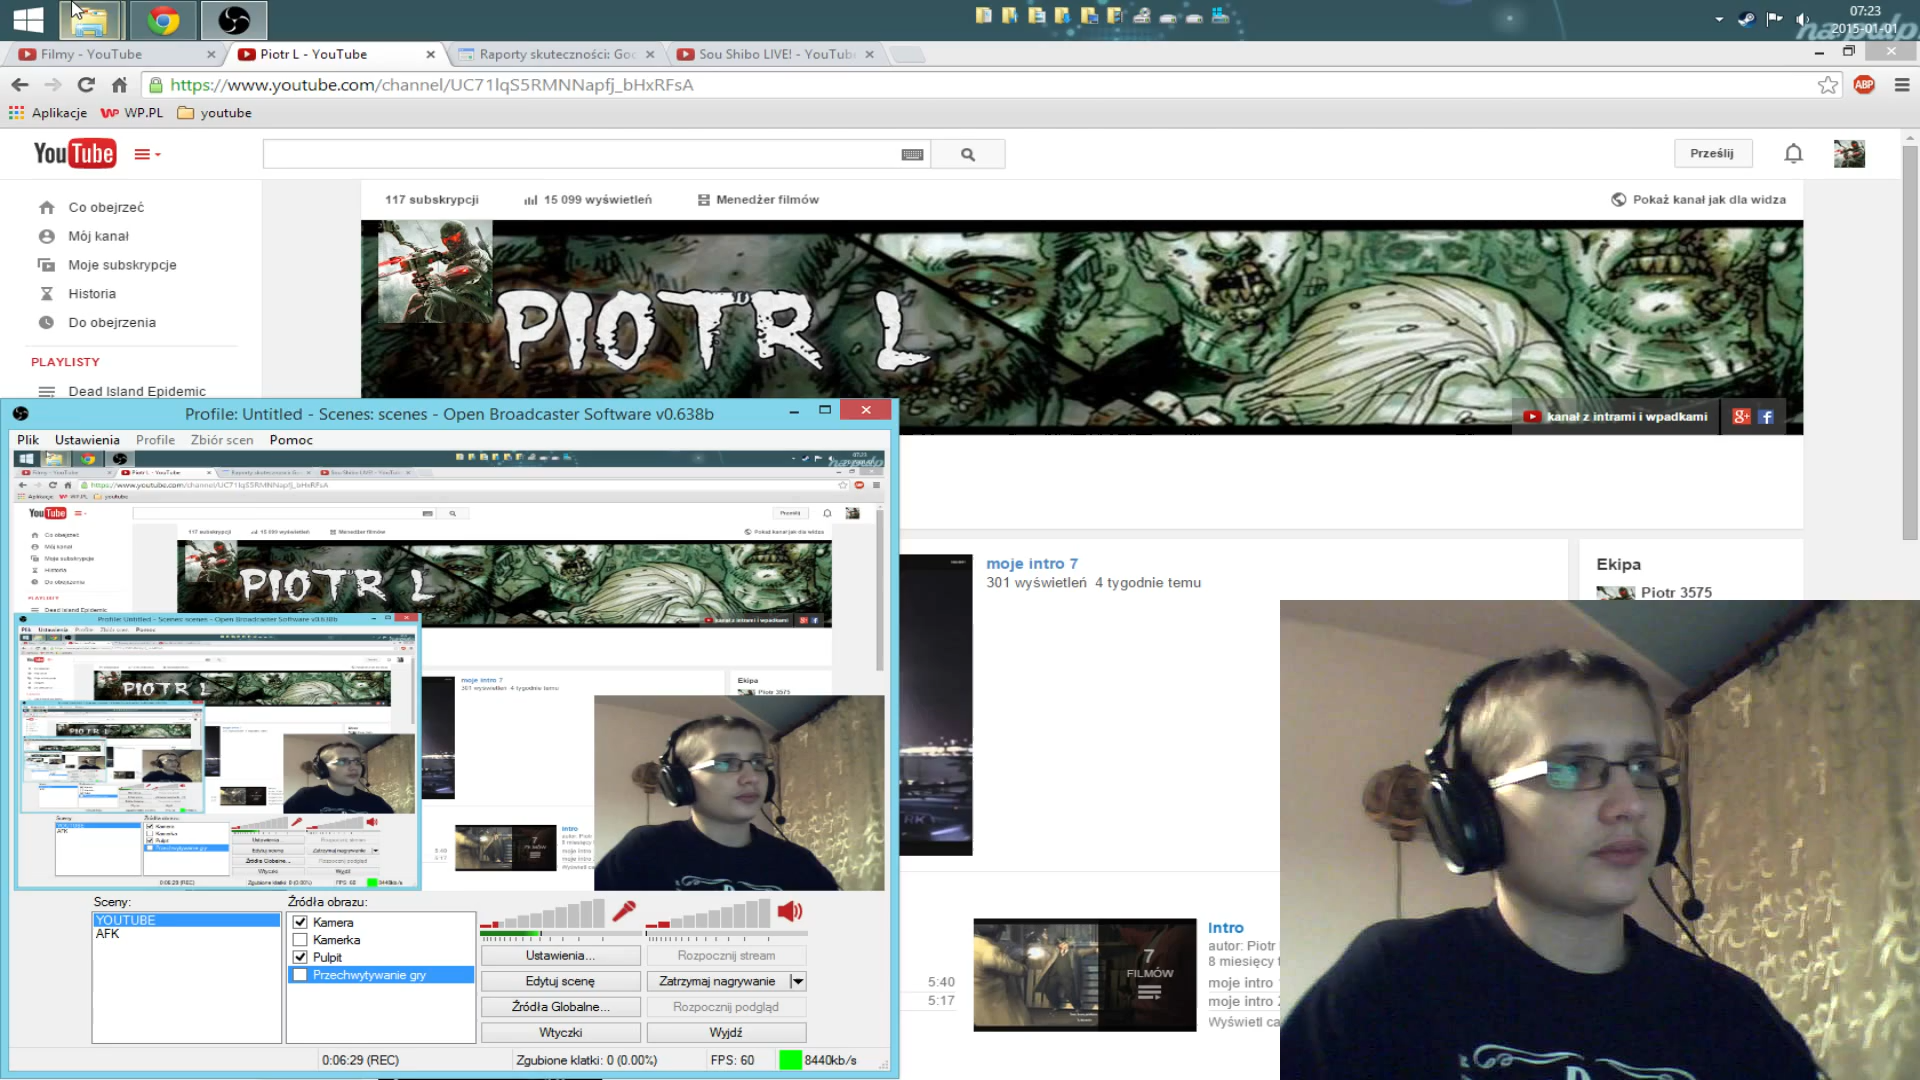 07:23
2015-01-01
na pulp
Filmy - YouTube
Piotr L - YouTube
Raporty skuteczności: Goo
Sou Shibo LIVE! - YouTub
https://www.youtube.com/channel/UC71lqS5RMNNapfj_bHxRFsA
ABP
Aplikacje
WP WP.PL
youtube
YouTube
Prześlij
117 subskrypcji
15 099 wyświetleń
Menedżer filmów
Pokaż kanał jak dla widza
Co obejrzeć
Mój kanał
Moje subskrypcje
Historia
Do obejrzenia
PLAYLISTY
Dead Island Epidemic
PIOTR L
kanał z intrami i wpadkami
Profile: Untitled - Scenes: scenes - Open Broadcaster Software v0.638b
Plik Ustawienia Profile Zbiór scen Pomoc
moje intro 7
301 wyświetleń 4 tygodnie temu
Ekipa
Piotr 3575
Sceny:
YOUTUBE
AFK
Źródła obrazu:
Kamera
Kamerka
Pulpit
Przechwytywanie gry
Ustawienia...
Rozpocznij stream
Edytuj scenę
Zatrzymaj nagrywanie
Źródła Globalne...
Rozpocznij podgląd
Wtyczki
Wyjdź
0:06:29 (REC)
Zgubione klatki: 0 (0.00%)
FPS: 60
8440kb/s
5:40
5:17
7
FILMÓW
Intro
autor: Piotr
8 miesięcy
moje intro
moje intro
Wyświetl